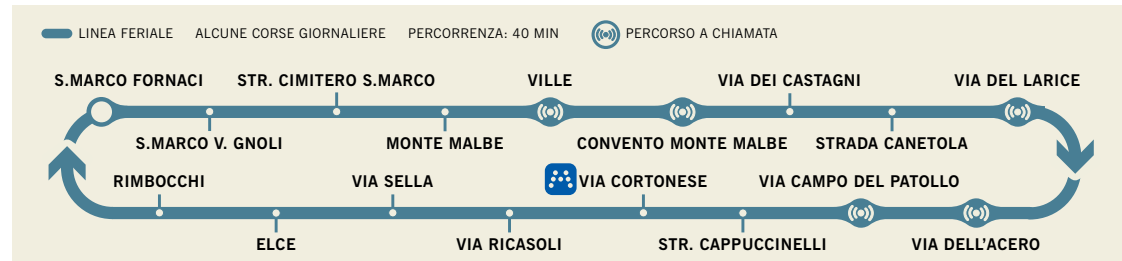 LINEA FERIALE ALCUNE CORSE GIORNALIERE PERCORRENZA: 40 MIN PERCORSO A CHIAMATA
S.MARCO FORNACI STR. CIMITERO S.MARCO VILLE VIA DEI CASTAGNI VIA DEL LARICE
S.MARCO V. GNOLI MONTE MALBE CONVENTO MONTE MALBE STRADA CANETOLA
RIMBOCCHI VIA SELLA VIA CORTONESE VIA CAMPO DEL PATOLLO
ELCE VIA RICASOLI STR. CAPPUCCINELLI VIA DELL'ACERO